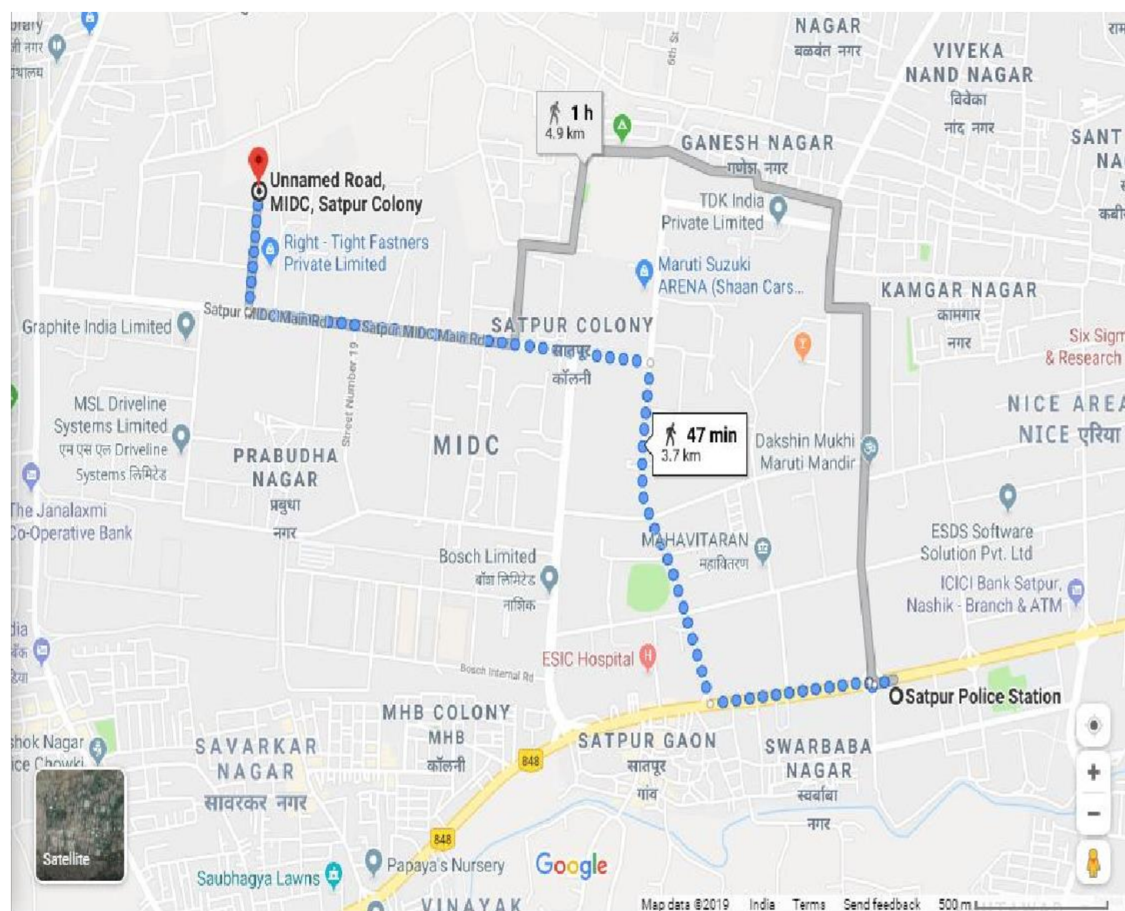 NAGAR
बळवंत नगर
VIVEKA
NAND NAGAR
विवेका
नांद नगर
6th St
1 h
4.9 km
GANESH NAGAR
गणेश नगर
TDK India
Private Limited
Unnamed Road,
MIDC, Satpur Colony
Right - Tight Fastners
Private Limited
Maruti Suzuki
ARENA (Shaan Cars...
KAMGAR NAGAR
कामगार
नगर
Satpur MIDC Main Rd
Satpur MIDC Main Rd
Graphite India Limited
SATPUR COLONY
सातपूर
कॉलनी
Street Number 19
& Research
MSL Driveline
Systems Limited
एम एस एल Driveline
Systems लिमिटेड
MIDC
47 min
3.7 km
NICE AREA
NICE एरिया
Dakshin Mukhi
Maruti Mandir
PRABUDHA
NAGAR
प्रबुधा
नगर
The Janalaxmi
Co-Operative Bank
MAHAVITARAN
महावितरण
ESDS Software
Solution Pvt. Ltd
Bosch Limited
बॉश लिमिटेड
नाशिक
ICICI Bank Satpur,
Nashik - Branch & ATM
ESIC Hospital
Bosch Internal Rd
Satpur Police Station
MHB COLONY
MHB
कॉलनी
SATPUR GAON
सातपूर
गांव
SWARBABA
NAGAR
स्वर्बाबा
नगर
SAVARKAR
NAGAR
सावरकर नगर
848
848
Satellite
Saubhagya Lawns
Papaya's Nursery
Google
VINAYAK
Map data ©2019 India Terms Send feedback 500 m